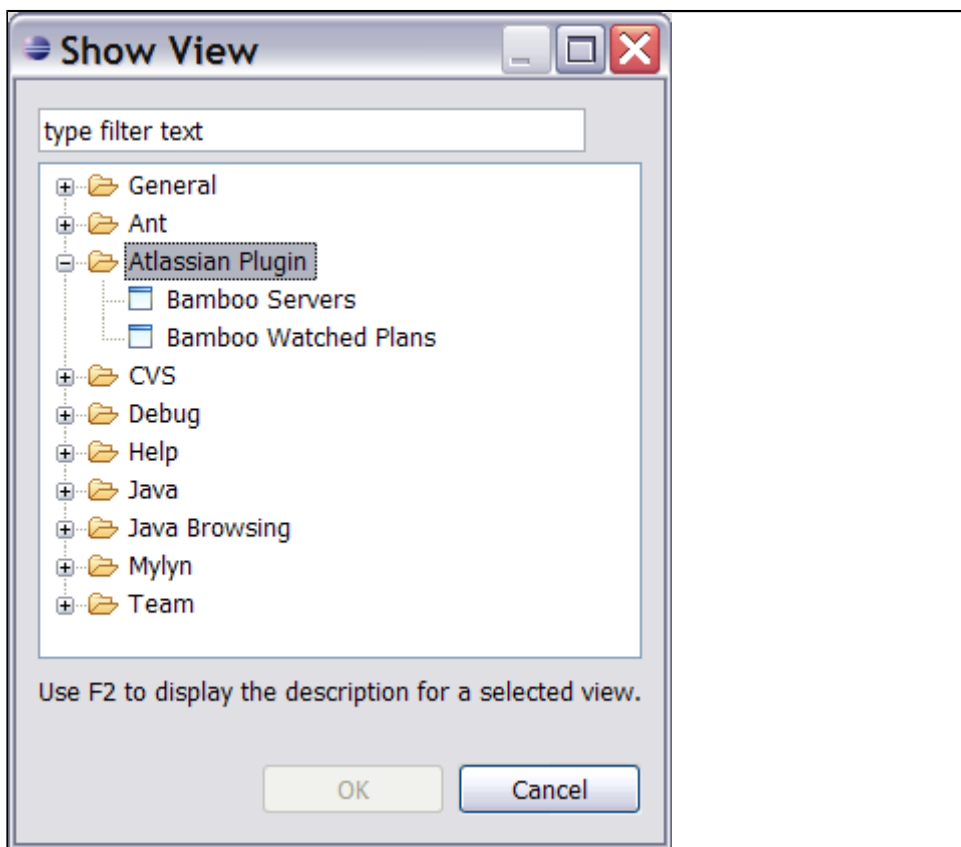 Show View
type filter text
General
Ant
Atlassian Plugin
Bamboo Servers
Bamboo Watched Plans
CVS
Debug
Help
Java
Java Browsing
Mylyn
Team
Use F2 to display the description for a selected view.
OK Cancel